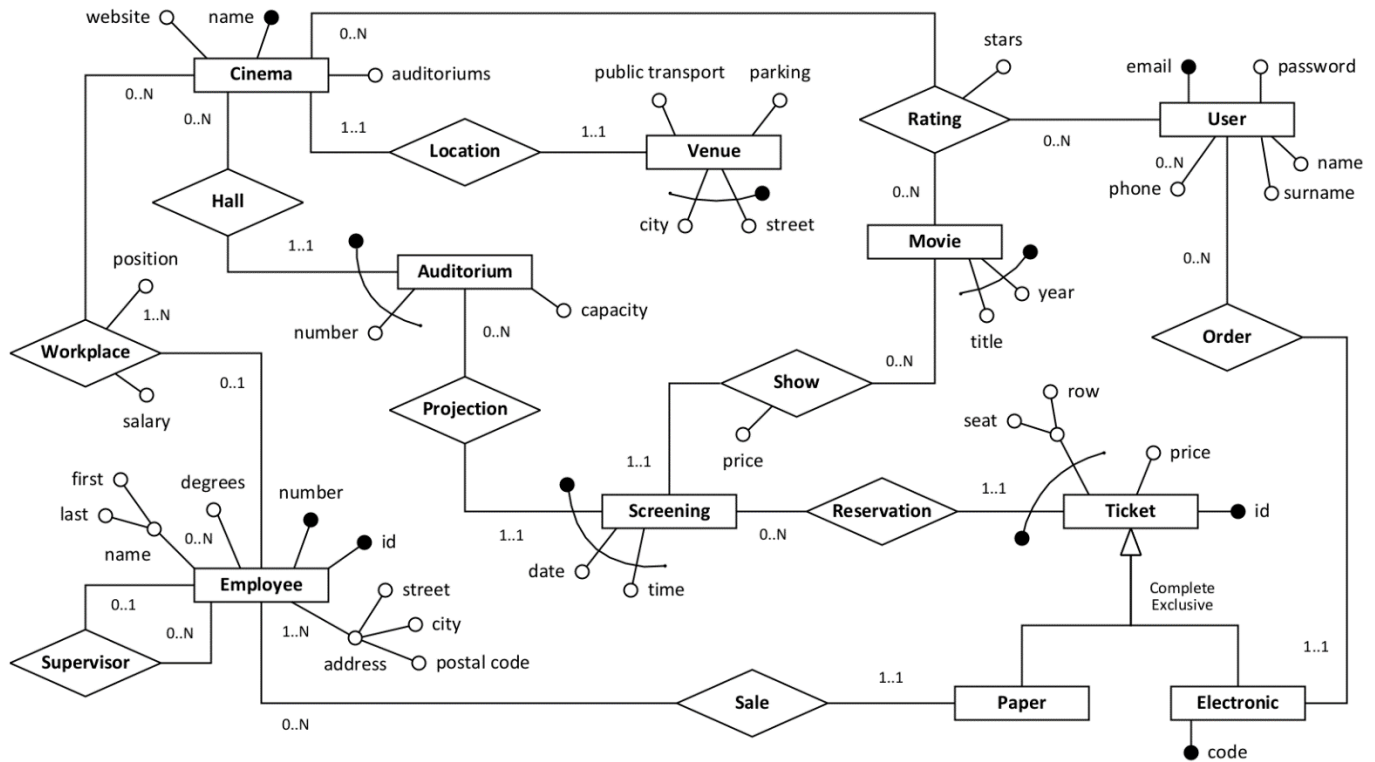 website
name
0..N
Cinema
auditoriums
0..N
0..N
public transport
parking
1..1
Location
1..1
Venue
city
street
stars
Rating
0..N
email
password
User
0..N
phone
name
surname
Hall
1..1
Auditorium
number
capacity
0..N
0..N
Movie
title
year
0..N
Order
position
1..N
Workplace
0..1
salary
Projection
Show
0..N
price
1..1
row
seat
price
first
last
name
degrees
0..N
number
id
Employee
1..1
Screening
date
time
0..N
Reservation
1..1
Ticket
id
street
city
postal code
address
1..N
0..1
0..N
Supervisor
Complete
Exclusive
1..1
0..N
Sale
1..1
Paper
Electronic
code